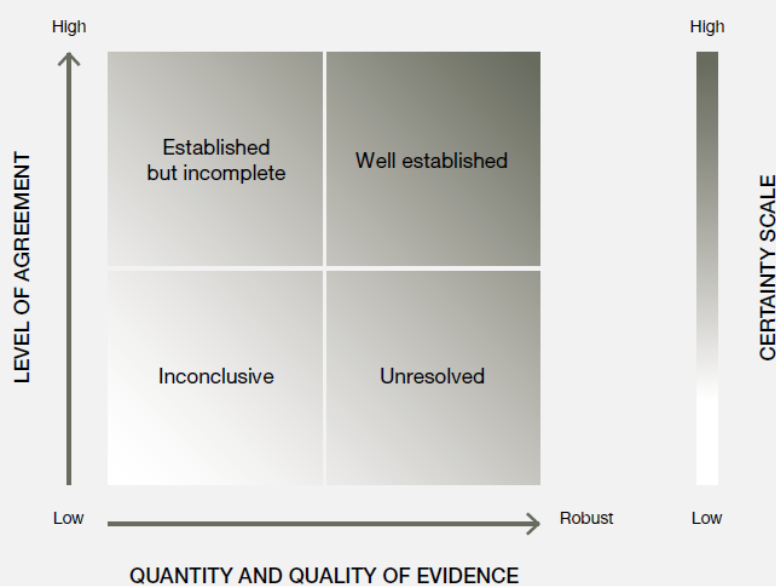 High
High
LEVEL OF AGREEMENT
Established
but incomplete
Well established
CERTAINTY SCALE
Inconclusive
Unresolved
Low
Robust
Low
QUANTITY AND QUALITY OF EVIDENCE